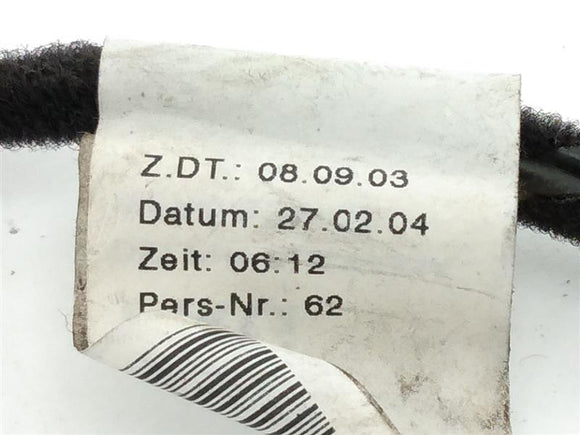 Z.DT.: 08.09.03
Datum: 27.02.04
Zeit: 06:12
Pers-Nr.: 62